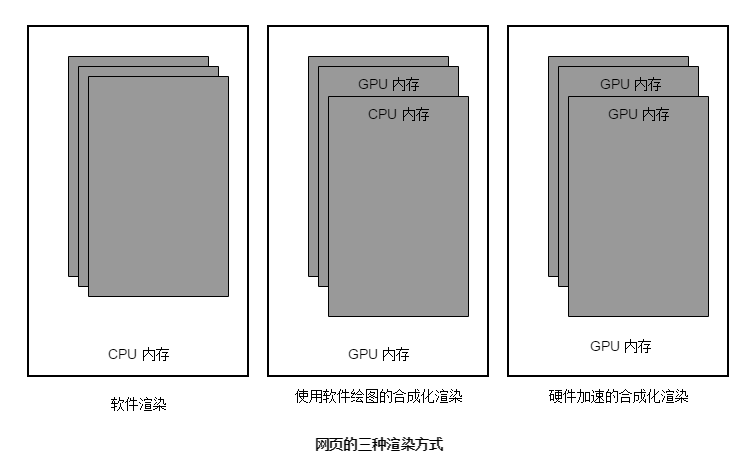 CPU 内存
软件渲染
GPU 内存
CPU 内存
GPU 内存
使用软件绘图的合成化渲染
GPU 内存
GPU 内存
GPU 内存
硬件加速的合成化渲染
网页的三种渲染方式